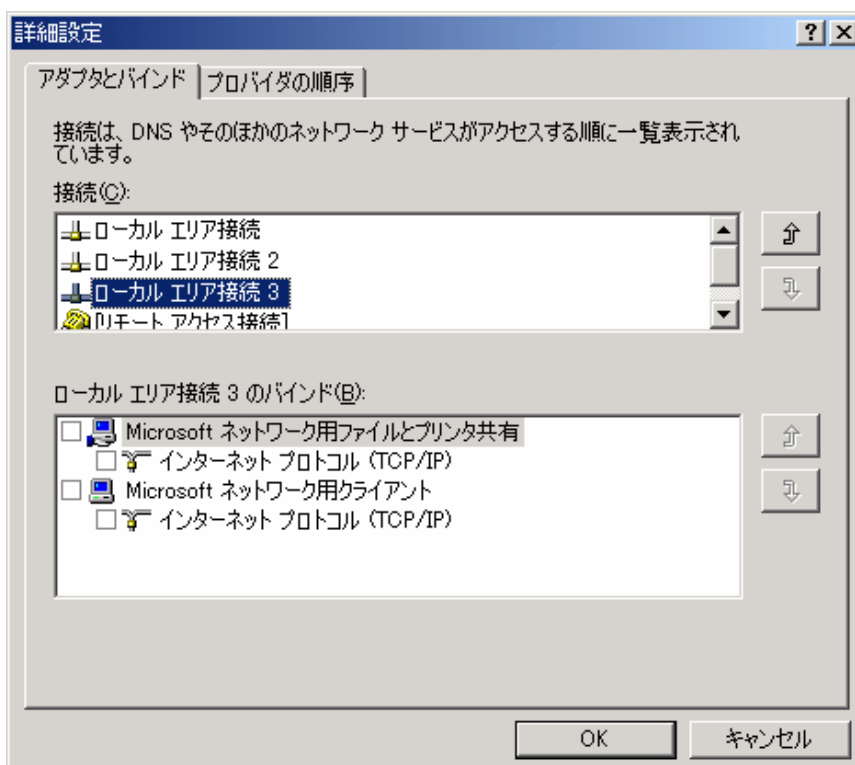 詳細設定
アダプタとバインド プロバイダの順序
接続は、DNS やそのほかのネットワーク サービスがアクセスする順に一覧表示され
ています。
接続(C):
ローカル エリア接続
ローカル エリア接続 2
ローカル エリア接続 3
[リモート アクセス接続]
ローカル エリア接続 3 のバインド(B):
Microsoft ネットワーク用ファイルとプリンタ共有
インターネット プロトコル (TCP/IP)
Microsoft ネットワーク用クライアント
インターネット プロトコル (TCP/IP)
OK キャンセル